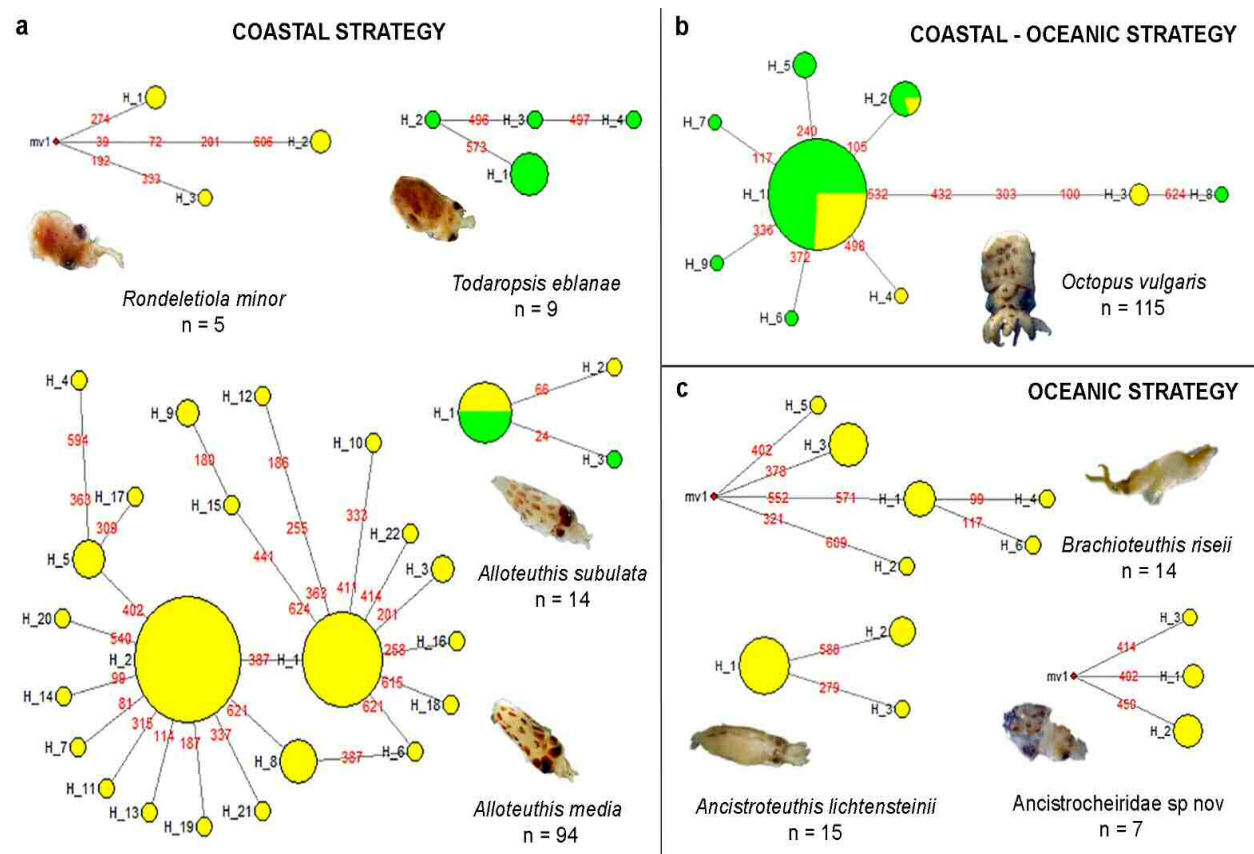 a
COASTAL STRATEGY
H_1
274
mv1
39
72
201
606
H_2
192
333
H_3
Rondeletiola minor
n = 5
H_2
496
H_3
497
H_4
573
H_1
Todaropsis eblanae
n = 9
H_2
66
H_1
24
H_3
Alloteuthis subulata
n = 14
H_4
594
363
H_17
309
H_5
402
H_9
180
H_15
441
624
H_12
186
255
363
H_10
333
411
H_22
414
H_3
201
H_20
540
H_2
387
H_1
H_16
258
99
H_14
615
H_18
81
H_7
621
621
315
H_11
114
H_13
187
H_19
337
H_21
H_8
387
H_6
Alloteuthis media
n = 94
b
COASTAL - OCEANIC STRATEGY
H_5
240
H_2
105
H_7
117
H_1
532
432
303
100
H_3
624
H_8
336
H_9
372
H_6
498
H_4
Octopus vulgaris
n = 115
c
OCEANIC STRATEGY
H_5
402
H_3
378
mv1
552
571
H_1
99
H_4
117
H_6
321
609
H_2
Brachioteuthis riseii
n = 14
H_1
588
H_2
279
H_3
Ancistroteuthis lichtensteinii
n = 15
H_3
414
mv1
402
H_1
450
H_2
Ancistrocheiridae sp nov
n = 7